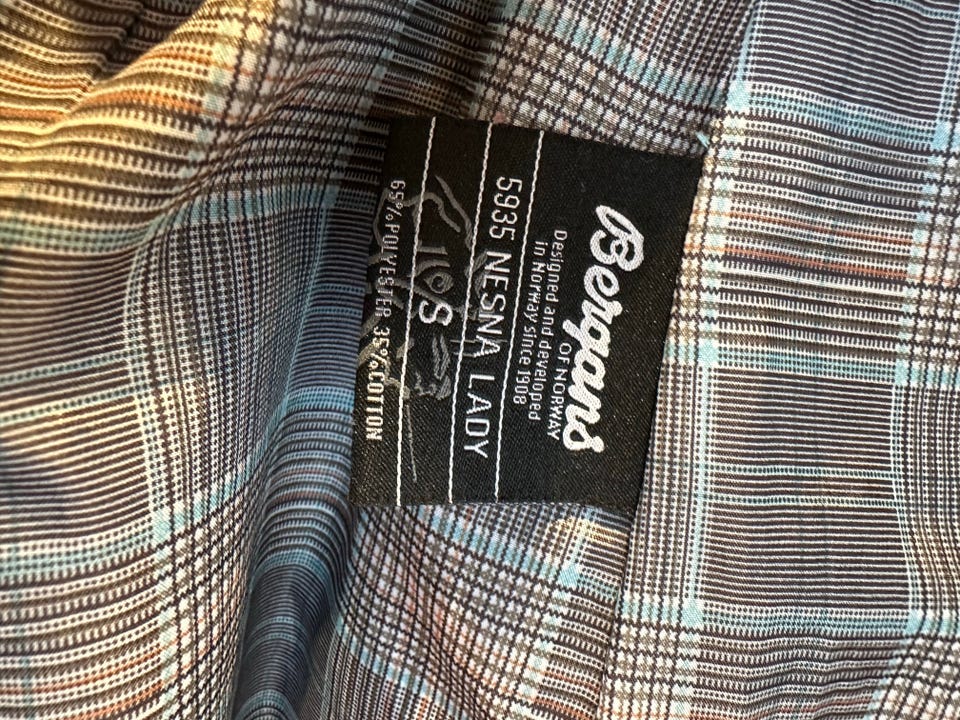 Bergans
OF NORWAY
Designed and developed
in Norway since 1908
5935 NESNA LADY
S
65% POLYESTER 35% COTTON